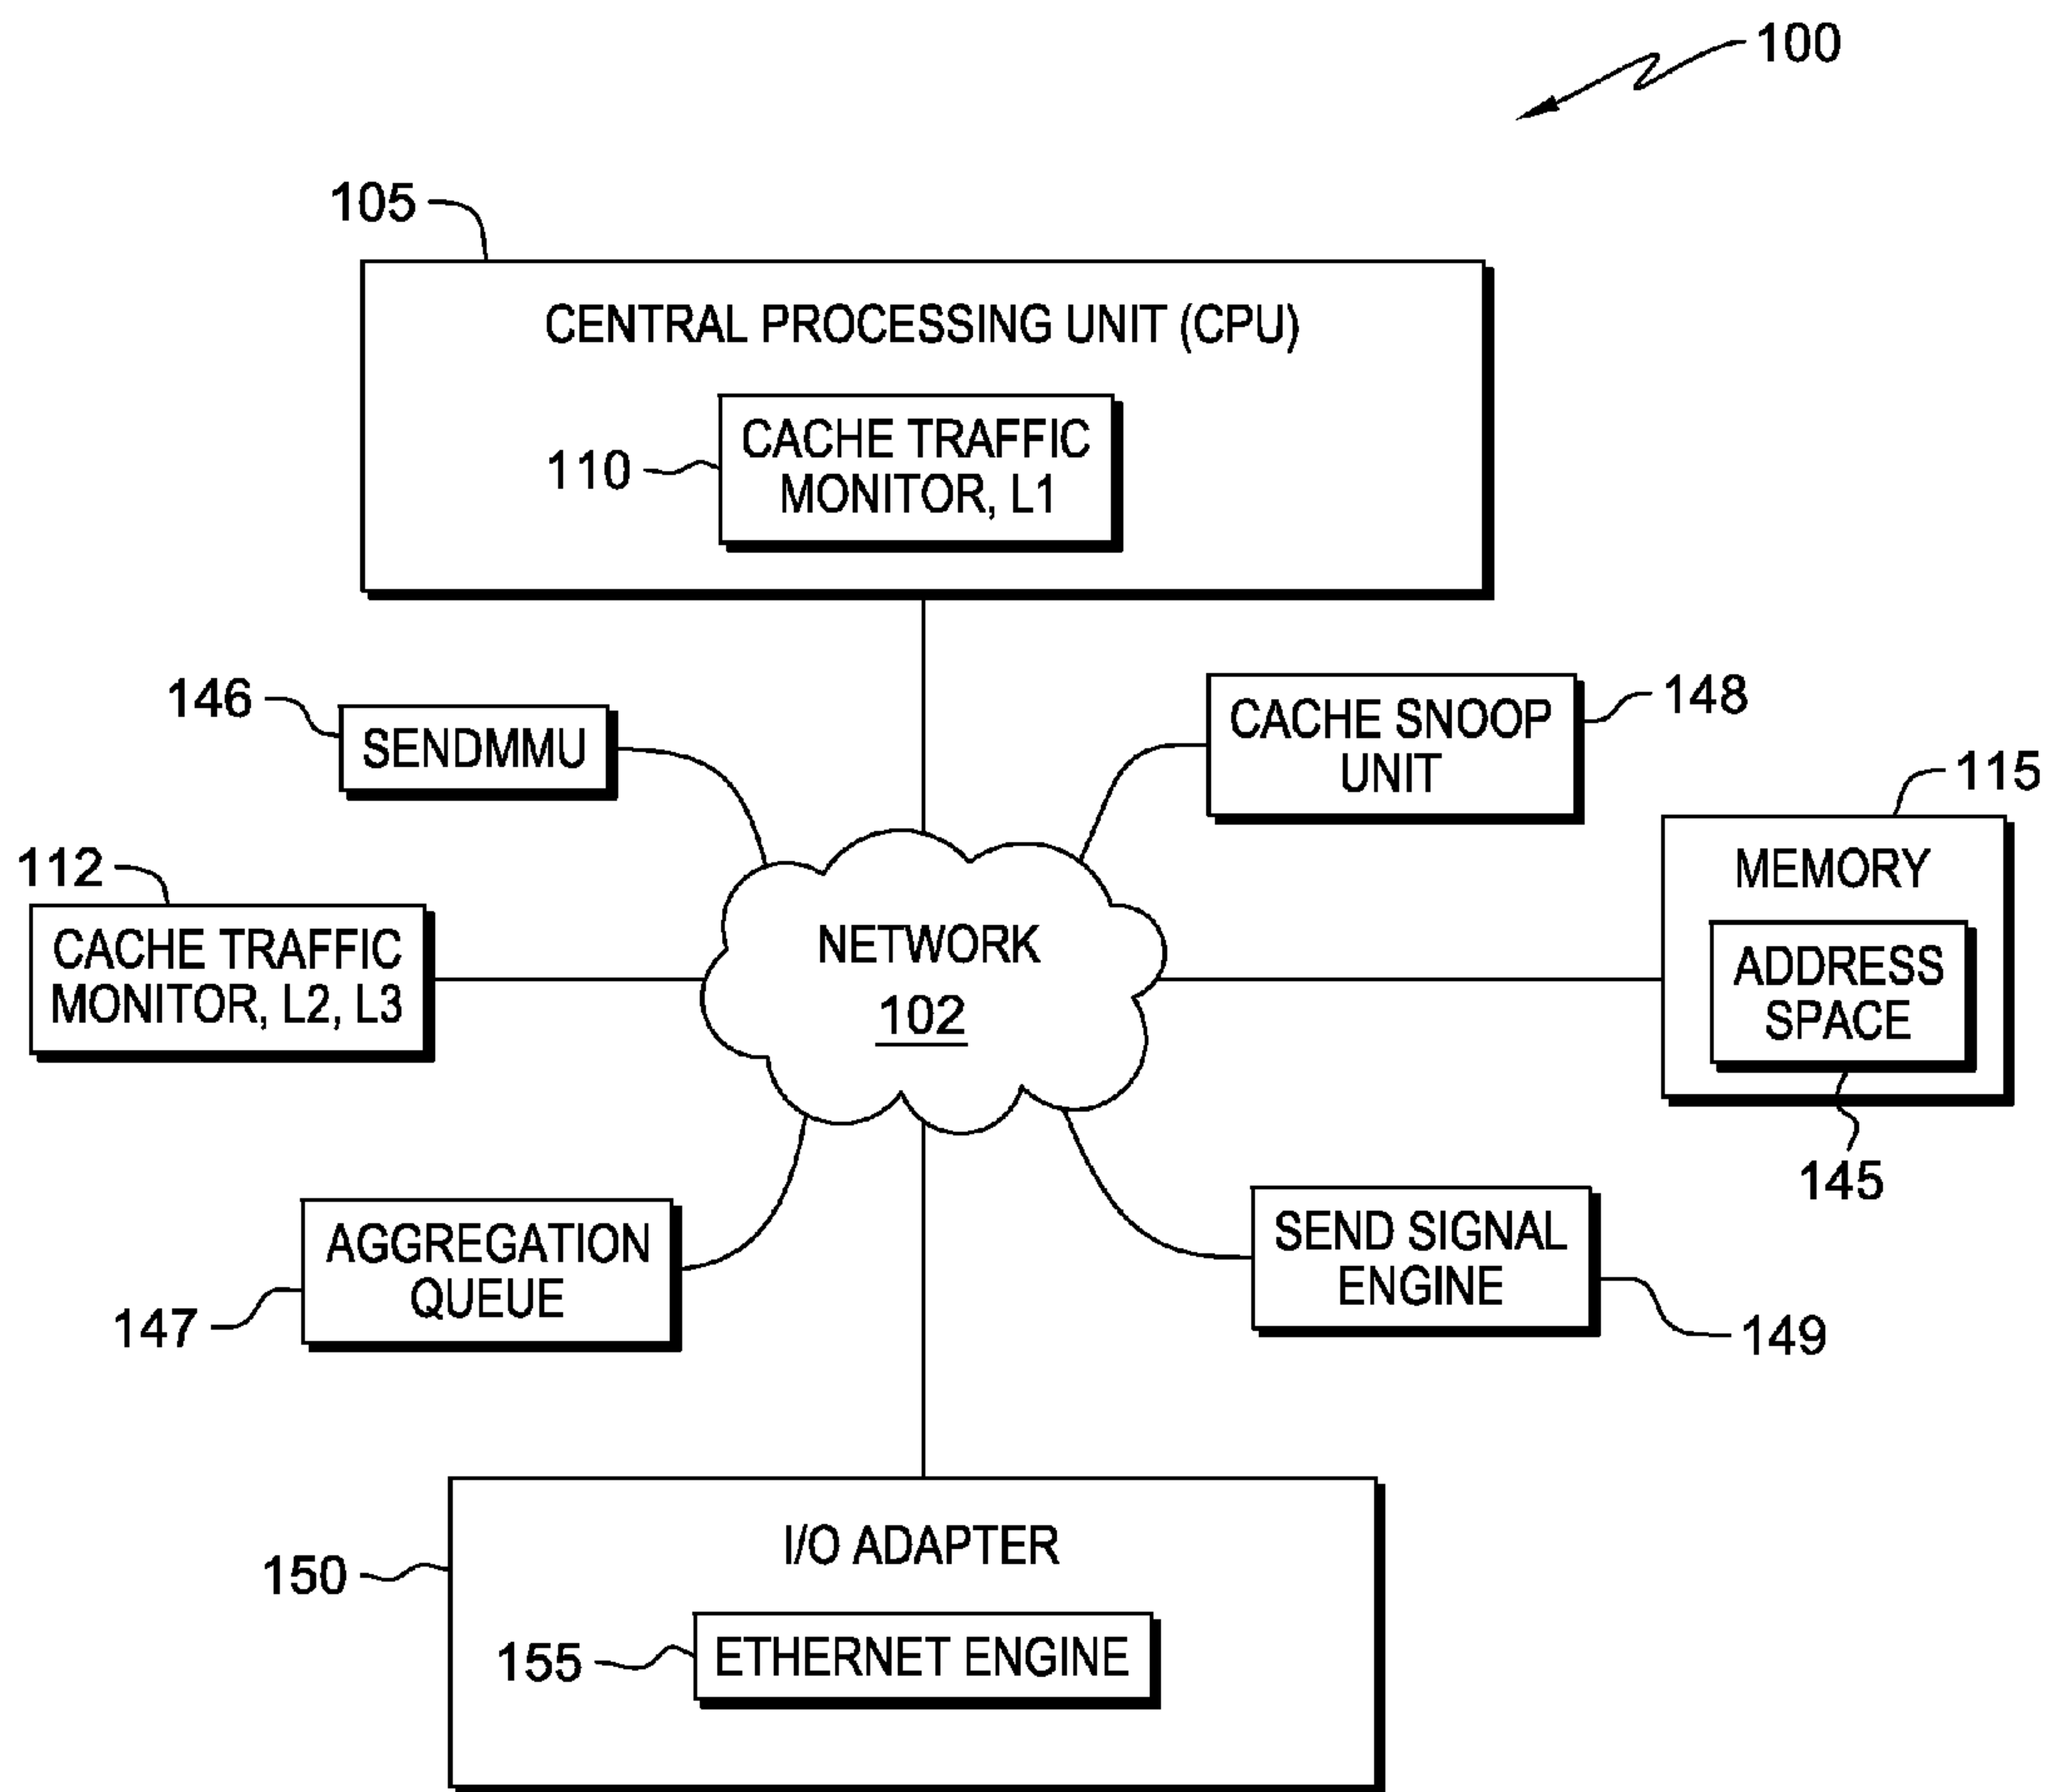 100
105
CENTRAL PROCESSING UNIT (CPU)
110
CACHE TRAFFIC
MONITOR, L1
146
SENDMMU
CACHE SNOOP
UNIT
148
115
MEMORY
ADDRESS
SPACE
145
112
CACHE TRAFFIC
MONITOR, L2, L3
NETWORK
102
AGGREGATION
QUEUE
147
SEND SIGNAL
ENGINE
149
150
I/O ADAPTER
155
ETHERNET ENGINE